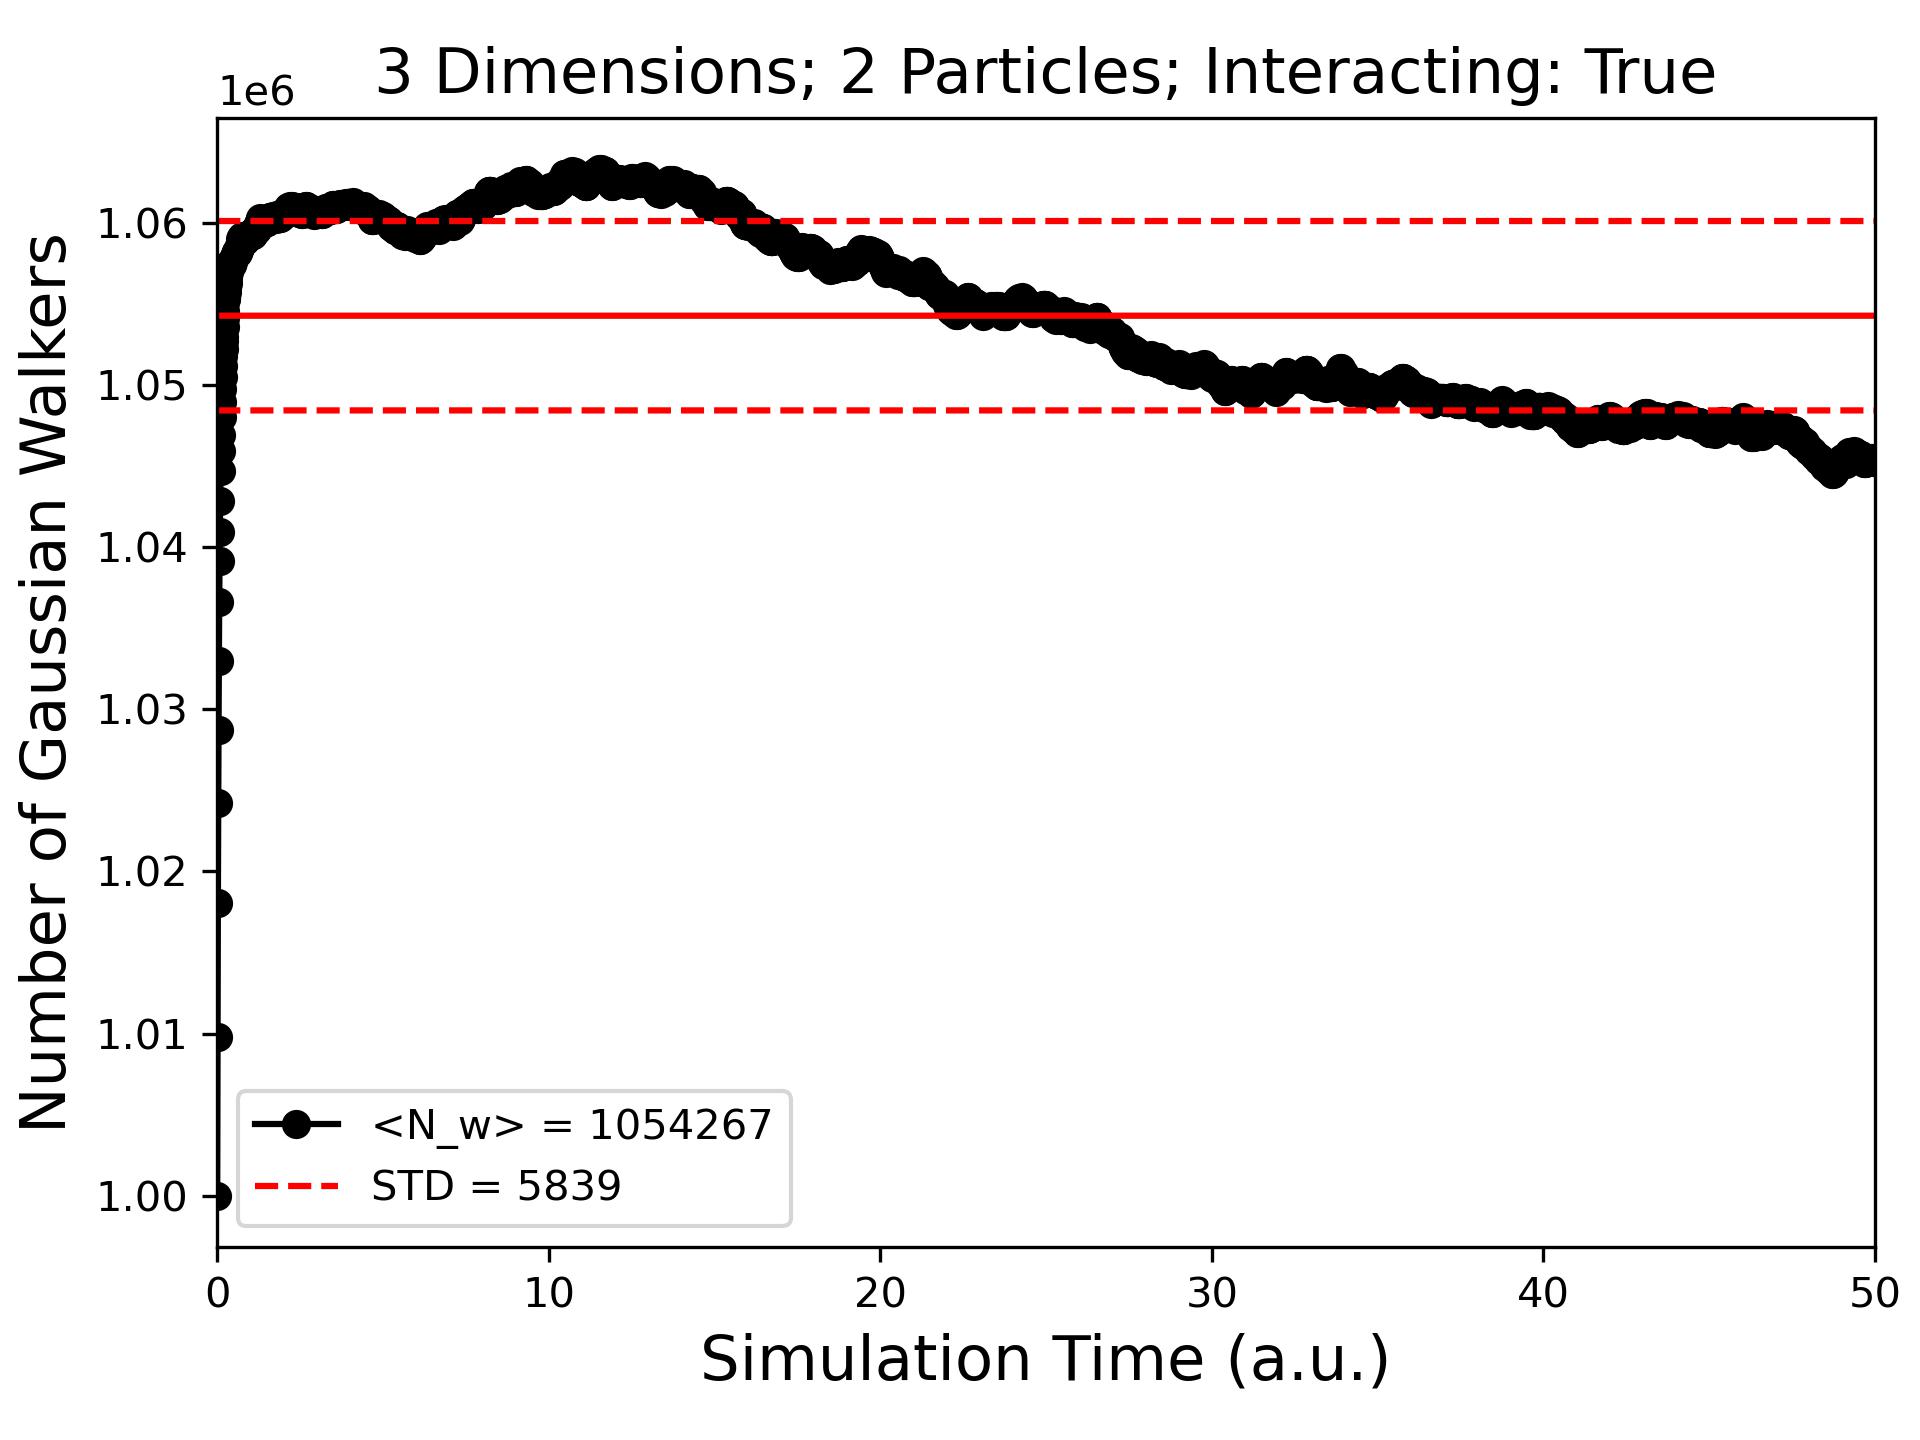 3 Dimensions; 2 Particles; Interacting: True
1e6
Number of Gaussian Walkers
1.06
1.05
1.04
1.03
1.02
1.01
1.00
<N_w> = 1054267
STD = 5839
0 10 20 30 40 50
Simulation Time (a.u.)